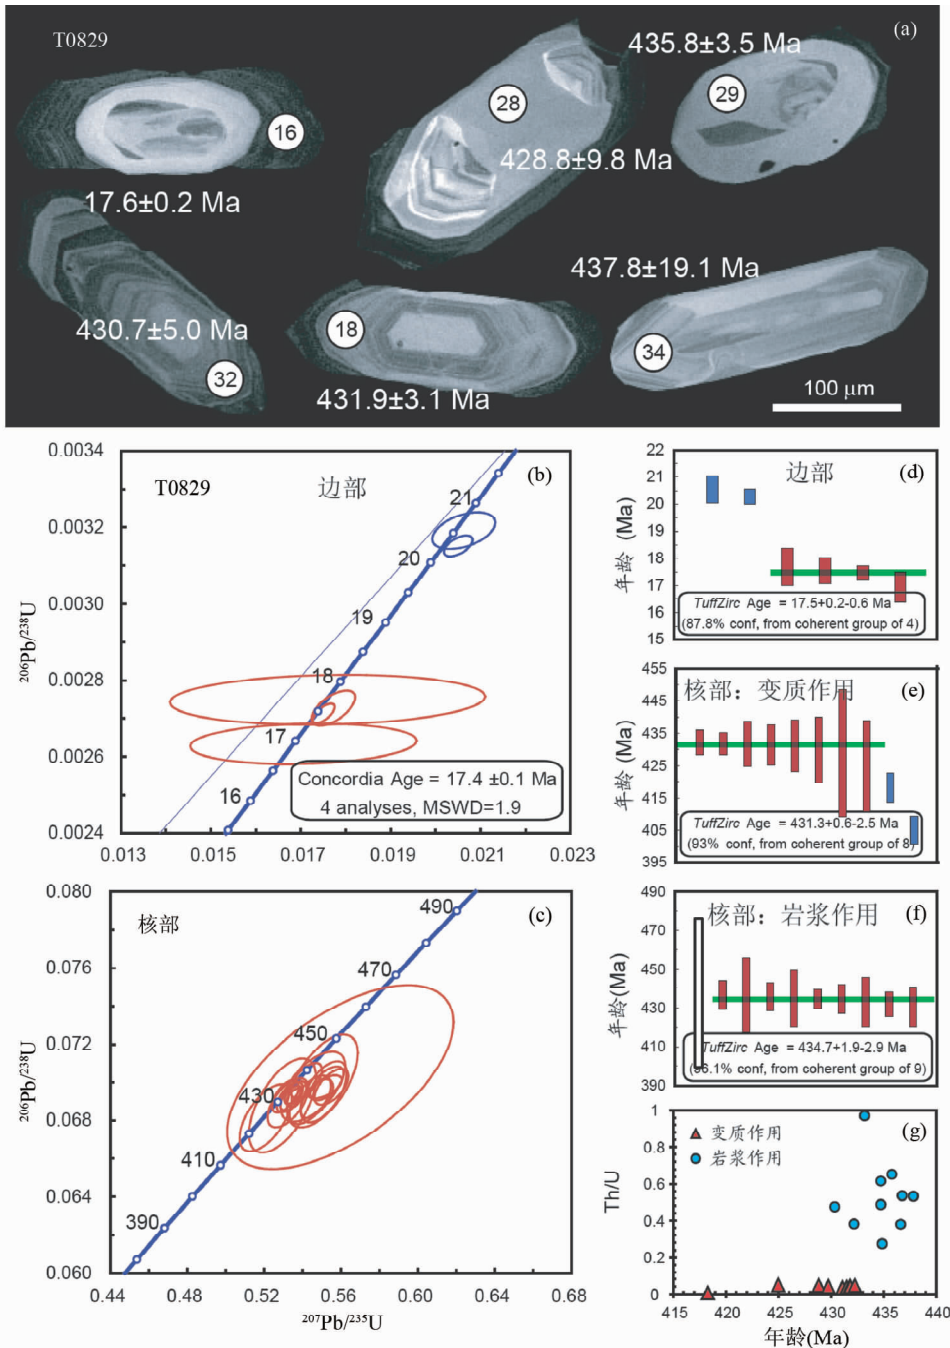 T0829
(a)
435.8±3.5 Ma
16
28
29
428.8±9.8 Ma
17.6±0.2 Ma
437.8±19.1 Ma
430.7±5.0 Ma
18
34
32
431.9±3.1 Ma
100 μm
0.0034
0.0032
0.0030
0.0028
0.0026
0.0024
²⁰⁶Pb/²³⁸U
T0829
边部
(b)
21
20
19
18
17
16
Concordia Age = 17.4 ±0.1 Ma
4 analyses, MSWD=1.9
0.013 0.015 0.017 0.019 0.021 0.023
22
21
20
19
18
17
16
15
年龄 (Ma)
边部
(d)
TuffZirc Age = 17.5+0.2-0.6 Ma
(87.8% conf, from coherent group of 4)
455
445
435
425
415
405
395
年龄 (Ma)
核部：变质作用
(e)
TuffZirc Age = 431.3+0.6-2.5 Ma
(93% conf, from coherent group of 8)
0.080
0.076
0.072
0.068
0.064
0.060
²⁰⁶Pb/²³⁸U
核部
(c)
490
470
450
430
410
390
0.44 0.48 0.52 0.56 0.60 0.64 0.68
²⁰⁷Pb/²³⁵U
490
470
450
430
410
390
年龄(Ma)
核部：岩浆作用
(f)
TuffZirc Age = 434.7+1.9-2.9 Ma
(96.1% conf, from coherent group of 9)
1
0.8
0.6
0.4
0.2
0
Th/U
变质作用
岩浆作用
(g)
415 420 425 430 435 440
年龄(Ma)